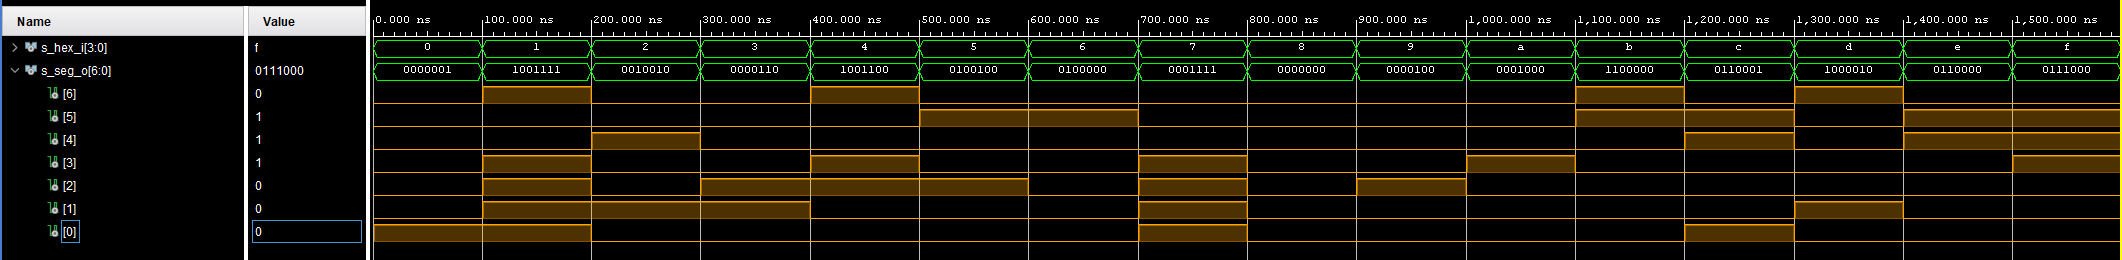 Name Value 0.000 ns 100.000 ns 200.000 ns 300.000 ns 400.000 ns 500.000 ns 600.000 ns 700.000 ns 800.000 ns 900.000 ns 1,000.000 ns 1,100.000 ns 1,200.000 ns 1,300.000 ns 1,400.000 ns 1,500.000 ns
s_hex_i[3:0] f 0 1 2 3 4 5 6 7 8 9 a b c d e f
s_seg_o[6:0] 0111000 0000001 1001111 0010010 0000110 1001100 0100100 0100000 0001111 0000000 0000100 0001000 1100000 0110001 1000010 0110000 0111000
[6] 0
[5] 1
[4] 1
[3] 1
[2] 0
[1] 0
[0] 0